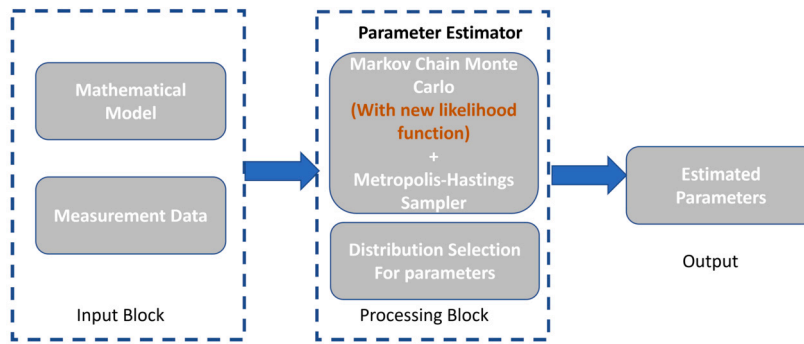 Mathematical
Model
Measurement Data
Input Block
Parameter Estimator
Markov Chain Monte
Carlo
(With new likelihood
function)
+
Metropolis-Hastings
Sampler
Distribution Selection
For parameters
Processing Block
Estimated
Parameters
Output